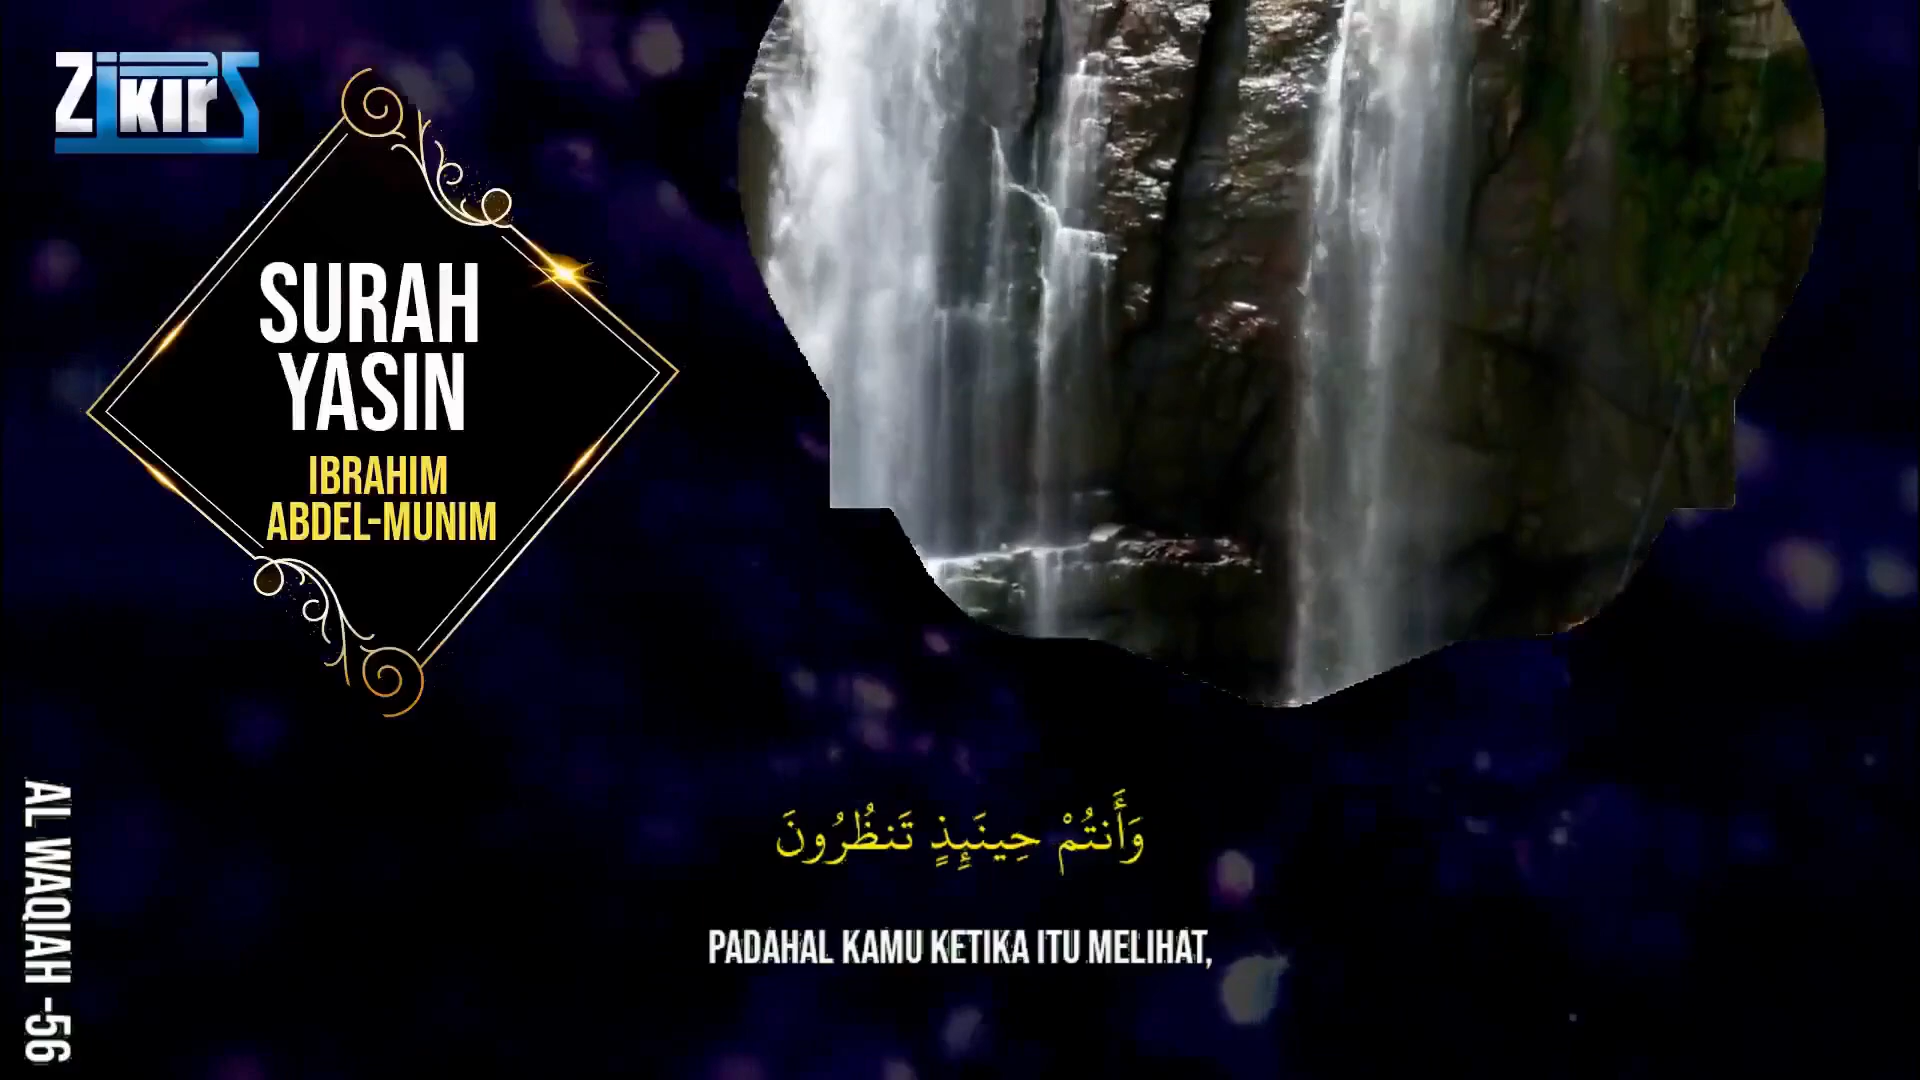 Zikir
SURAH
YASIN
IBRAHIM
ABDEL-MUNIM
وَأَنتُمْ حِينَئِذٍ تَنظُرُونَ
PADAHAL KAMU KETIKA ITU MELIHAT,
AL WAQIAH -56